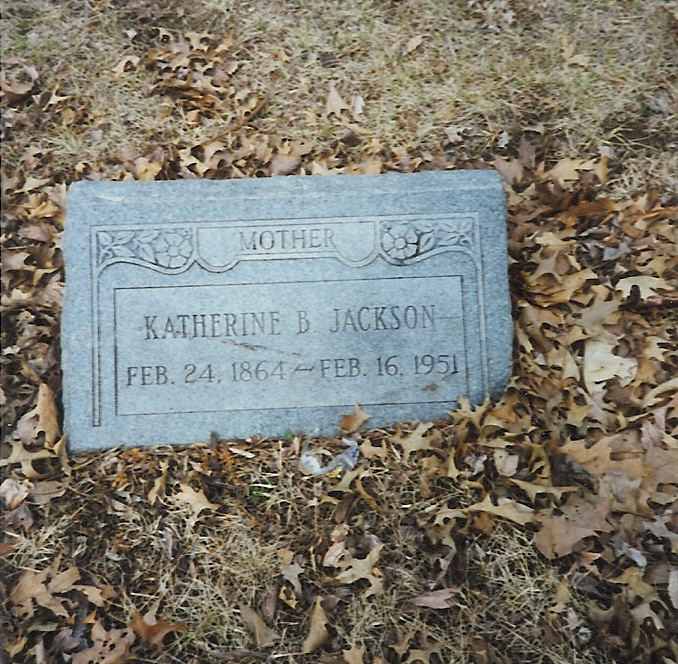 MOTHER
KATHERINE B. JACKSON
FEB. 24, 1864 ~ FEB. 16, 1951